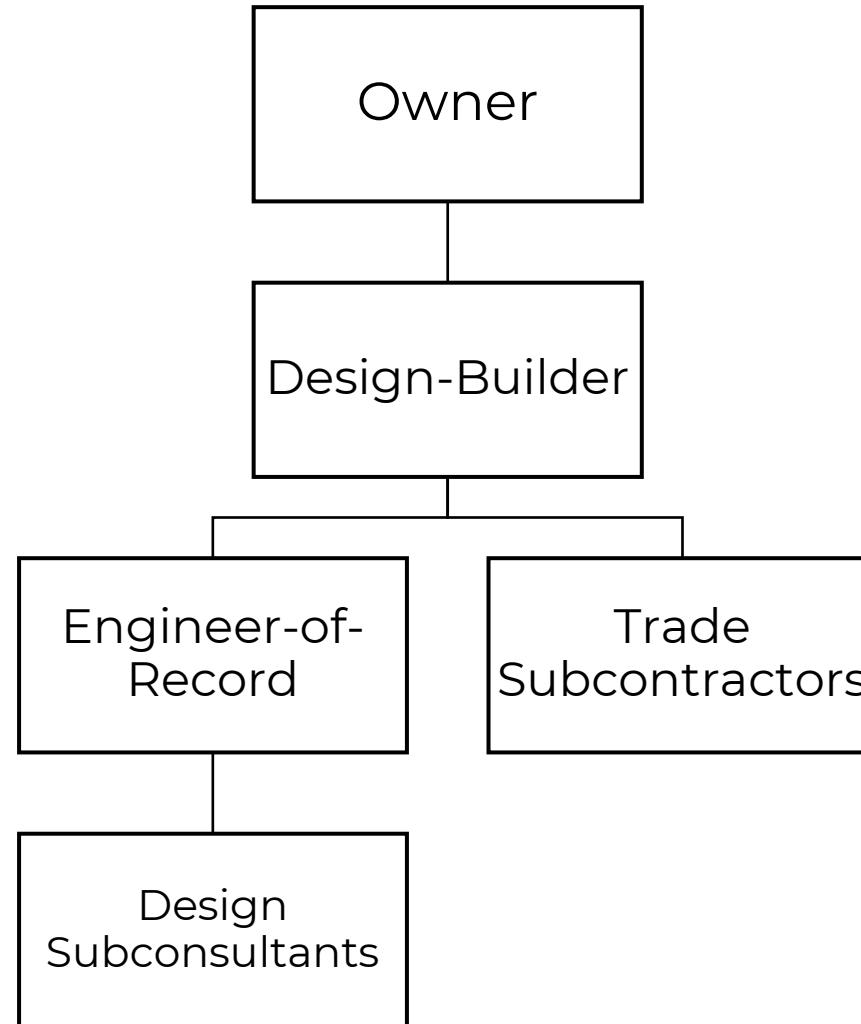 Owner
Design-Builder
Engineer-of-
Record
Trade
Subcontractors
Design
Subconsultants